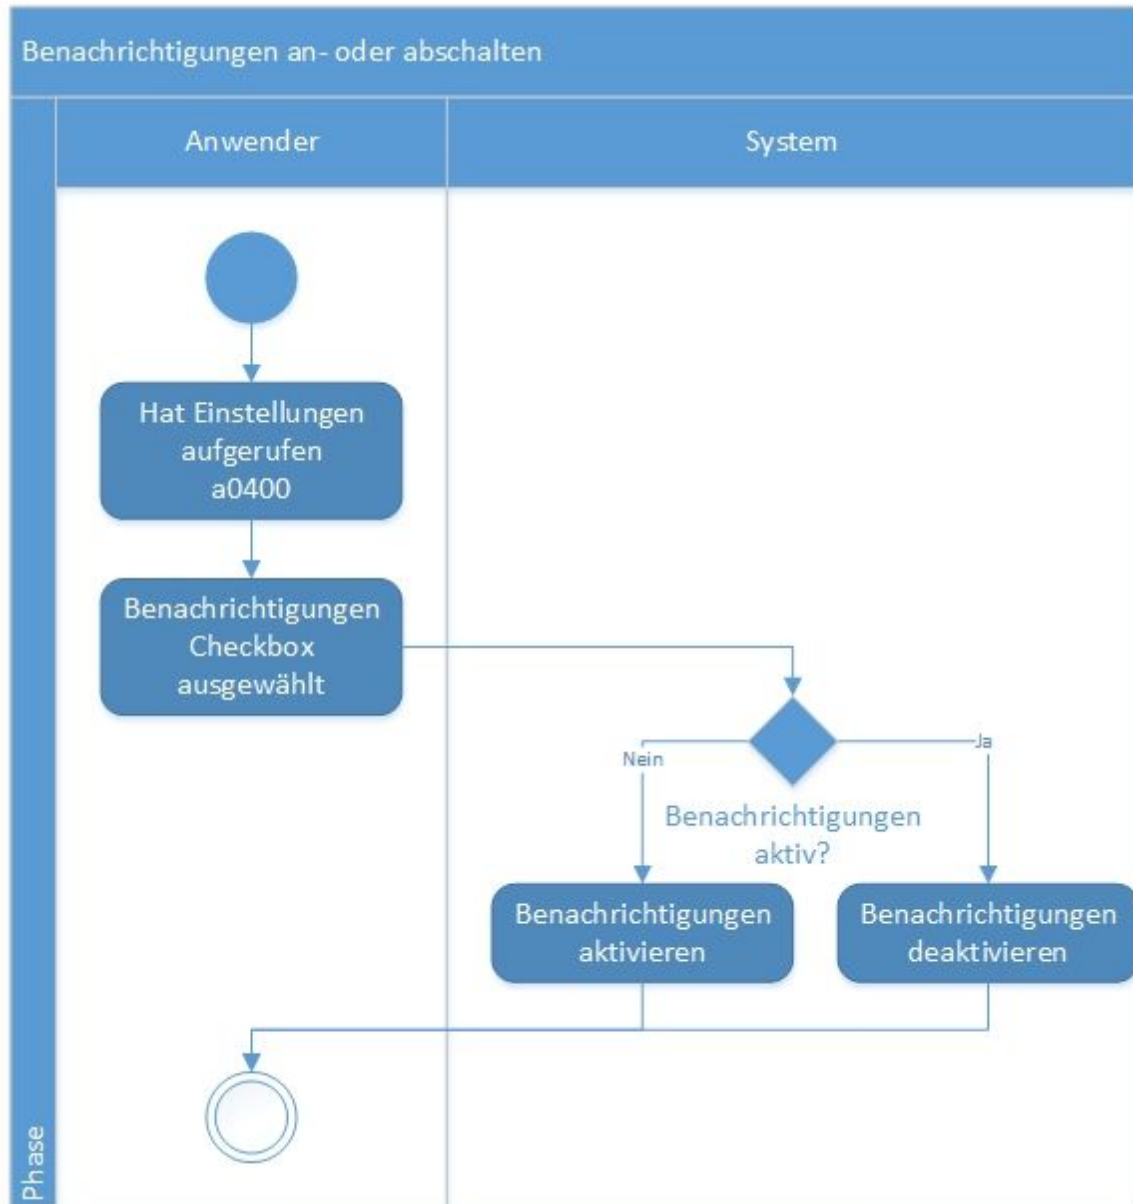 Benachrichtigungen an- oder abschalten
Anwender
System
Hat Einstellungen
aufgerufen
a0400
Benachrichtigungen
Checkbox
ausgewählt
Nein
Ja
Benachrichtigungen
aktiv?
Benachrichtigungen
aktivieren
Benachrichtigungen
deaktivieren
Phase